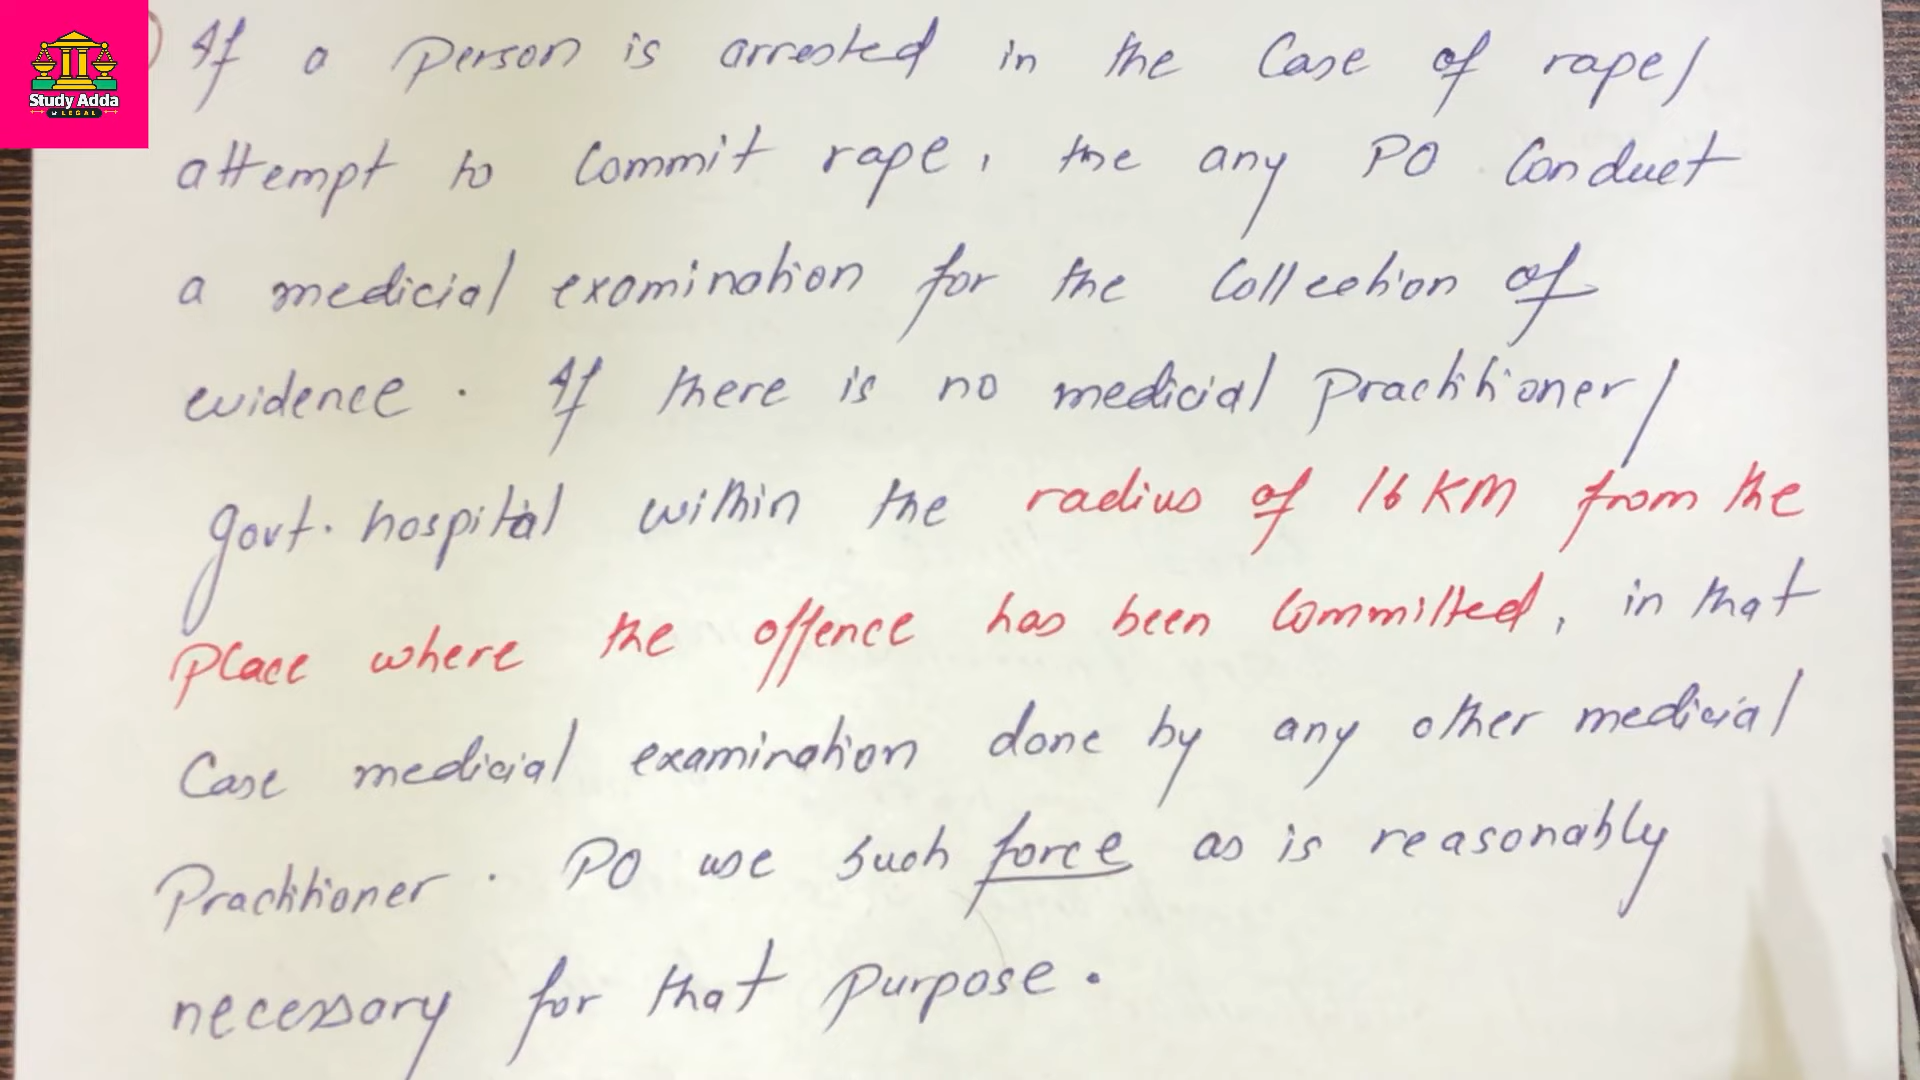 Study Adda
LEGAL
) If a person is arrested in the case of rape/
attempt to commit rape, the any PO conduct
a medicial examination for the collection of
evidence. If there is no medicial practitioner/
govt. hospital within the radius of 16 KM from the
place where the offence has been committed, in that
case medicial examination done by any other medicial
Practitioner. PO use such force as is reasonably
necessary for that purpose.